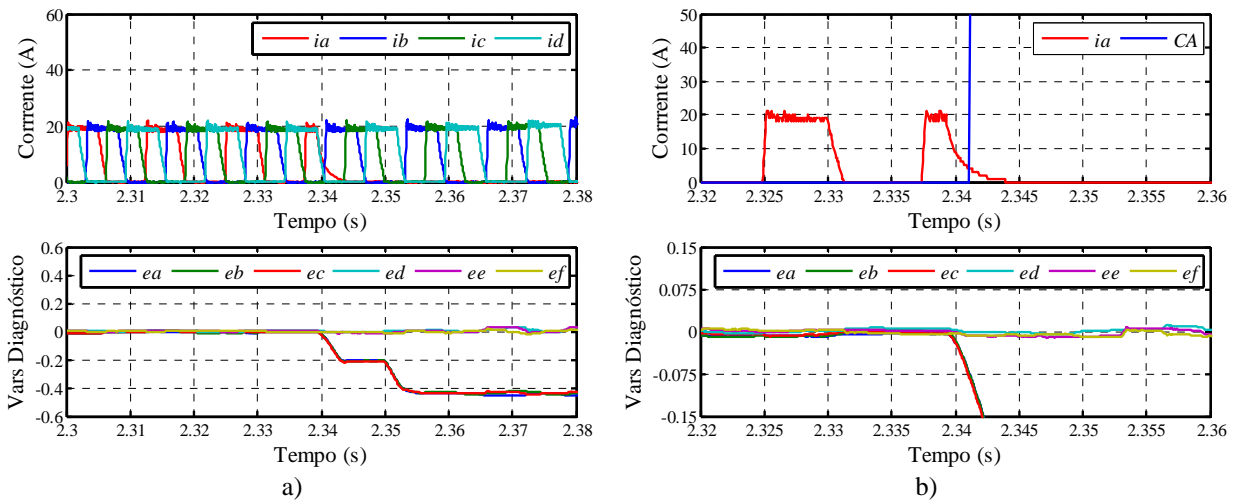 60
40
20
0
Corrente (A)
ia ib ic id
2.3 2.31 2.32 2.33 2.34 2.35 2.36 2.37 2.38
Tempo (s)
0.6
0.4
0.2
0
-0.2
-0.4
-0.6
Vars Diagnóstico
ea eb ec ed ee ef
2.3 2.31 2.32 2.33 2.34 2.35 2.36 2.37 2.38
Tempo (s)
a)
50
40
30
20
10
0
Corrente (A)
ia CA
2.32 2.325 2.33 2.335 2.34 2.345 2.35 2.355 2.36
Tempo (s)
0.15
0.075
0
-0.075
-0.15
Vars Diagnóstico
ea eb ec ed ee ef
2.32 2.325 2.33 2.335 2.34 2.345 2.35 2.355 2.36
Tempo (s)
b)